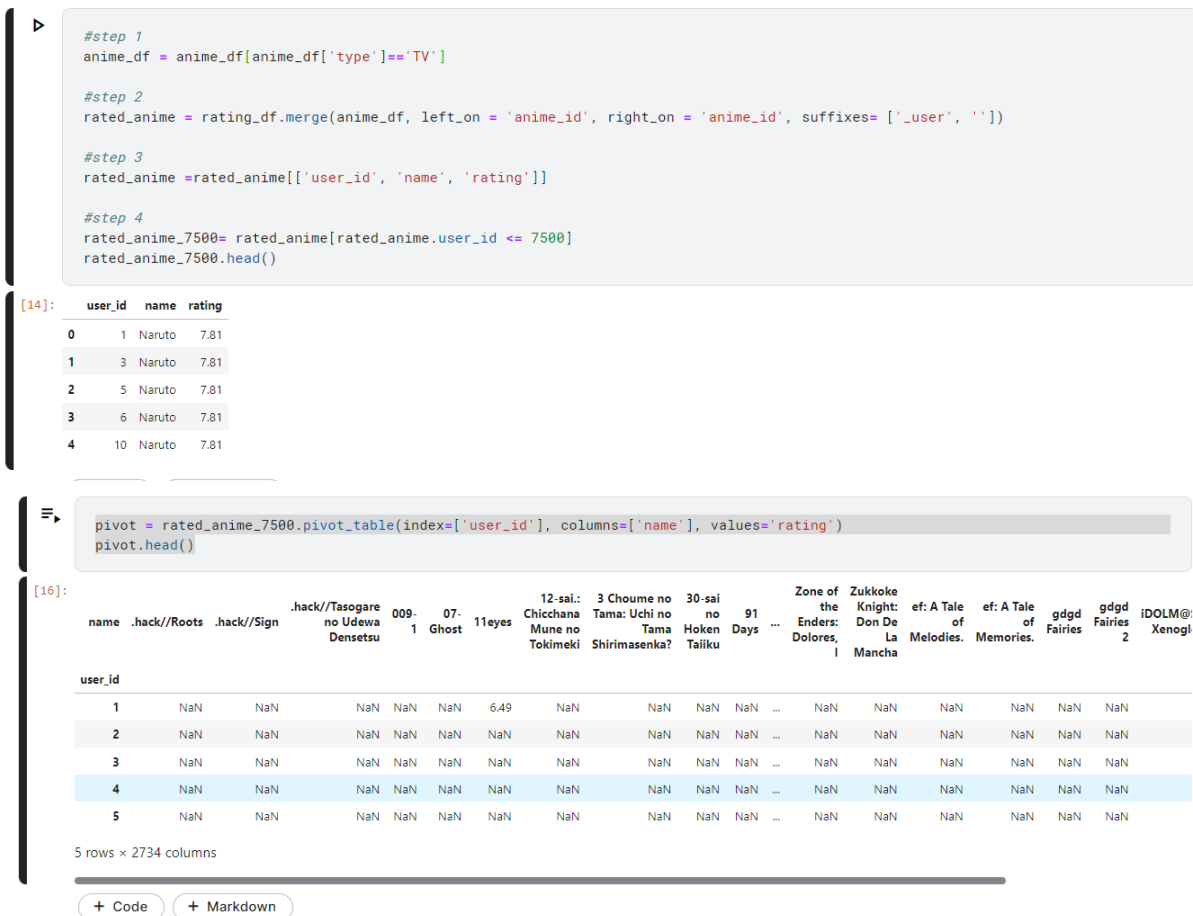 #step 1
anime_df = anime_df[anime_df['type']=='TV']
#step 2
rated_anime = rating_df.merge(anime_df, left_on = 'anime_id', right_on = 'anime_id', suffixes= ['_user', ''])
#step 3
rated_anime =rated_anime[['user_id', 'name', 'rating']]
#step 4
rated_anime_7500= rated_anime[rated_anime.user_id <= 7500]
rated_anime_7500.head()
[14]:
user_id name rating
0 1 Naruto 7.81
1 3 Naruto 7.81
2 5 Naruto 7.81
3 6 Naruto 7.81
4 10 Naruto 7.81
pivot = rated_anime_7500.pivot_table(index=['user_id'], columns=['name'], values='rating')
pivot.head()
[16]:
name .hack//Roots .hack//Sign .hack//Tasogare no Udewa Densetsu 009-1 07-Ghost 11eyes 12-sai.: Chicchana Mune no Tokimeki 3 Choume no Tama: Uchi no Tama Shirimasenka? 30-sai no Hoken Taiiku 91 Days ... Zone of the Enders: Dolores, I Zukkoke Knight: Don De La Mancha ef: A Tale of Melodies. ef: A Tale of Memories. gdgd Fairies gdgd Fairies 2 iDOLM@S Xenogl
user_id
1 NaN NaN NaN NaN NaN 6.49 NaN NaN NaN NaN ... NaN NaN NaN NaN NaN NaN
2 NaN NaN NaN NaN NaN NaN NaN NaN NaN NaN ... NaN NaN NaN NaN NaN NaN
3 NaN NaN NaN NaN NaN NaN NaN NaN NaN NaN ... NaN NaN NaN NaN NaN NaN
4 NaN NaN NaN NaN NaN NaN NaN NaN NaN NaN ... NaN NaN NaN NaN NaN NaN
5 NaN NaN NaN NaN NaN NaN NaN NaN NaN NaN ... NaN NaN NaN NaN NaN NaN
5 rows × 2734 columns
+ Code + Markdown